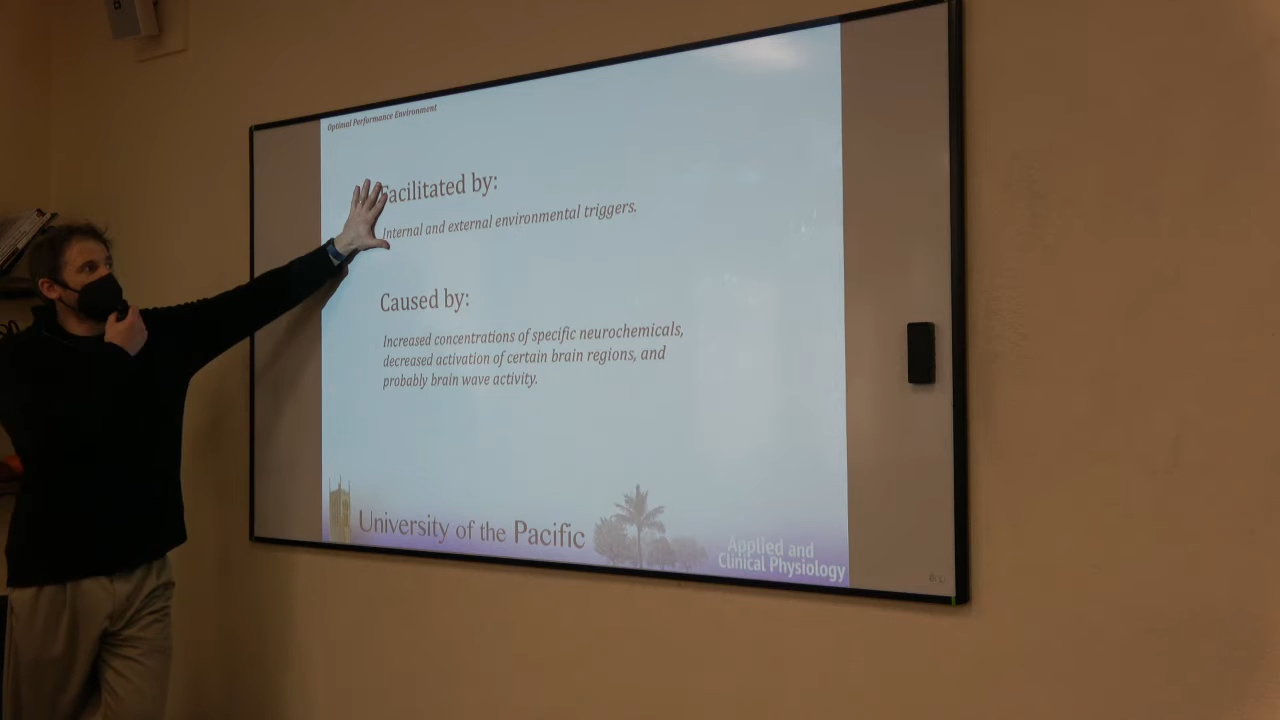 Optimal Performance Environment
Facilitated by:
Internal and external environmental triggers.
Caused by:
Increased concentrations of specific neurochemicals,
decreased activation of certain brain regions, and
probably brain wave activity.
University of the Pacific
Applied and
Clinical Physiology